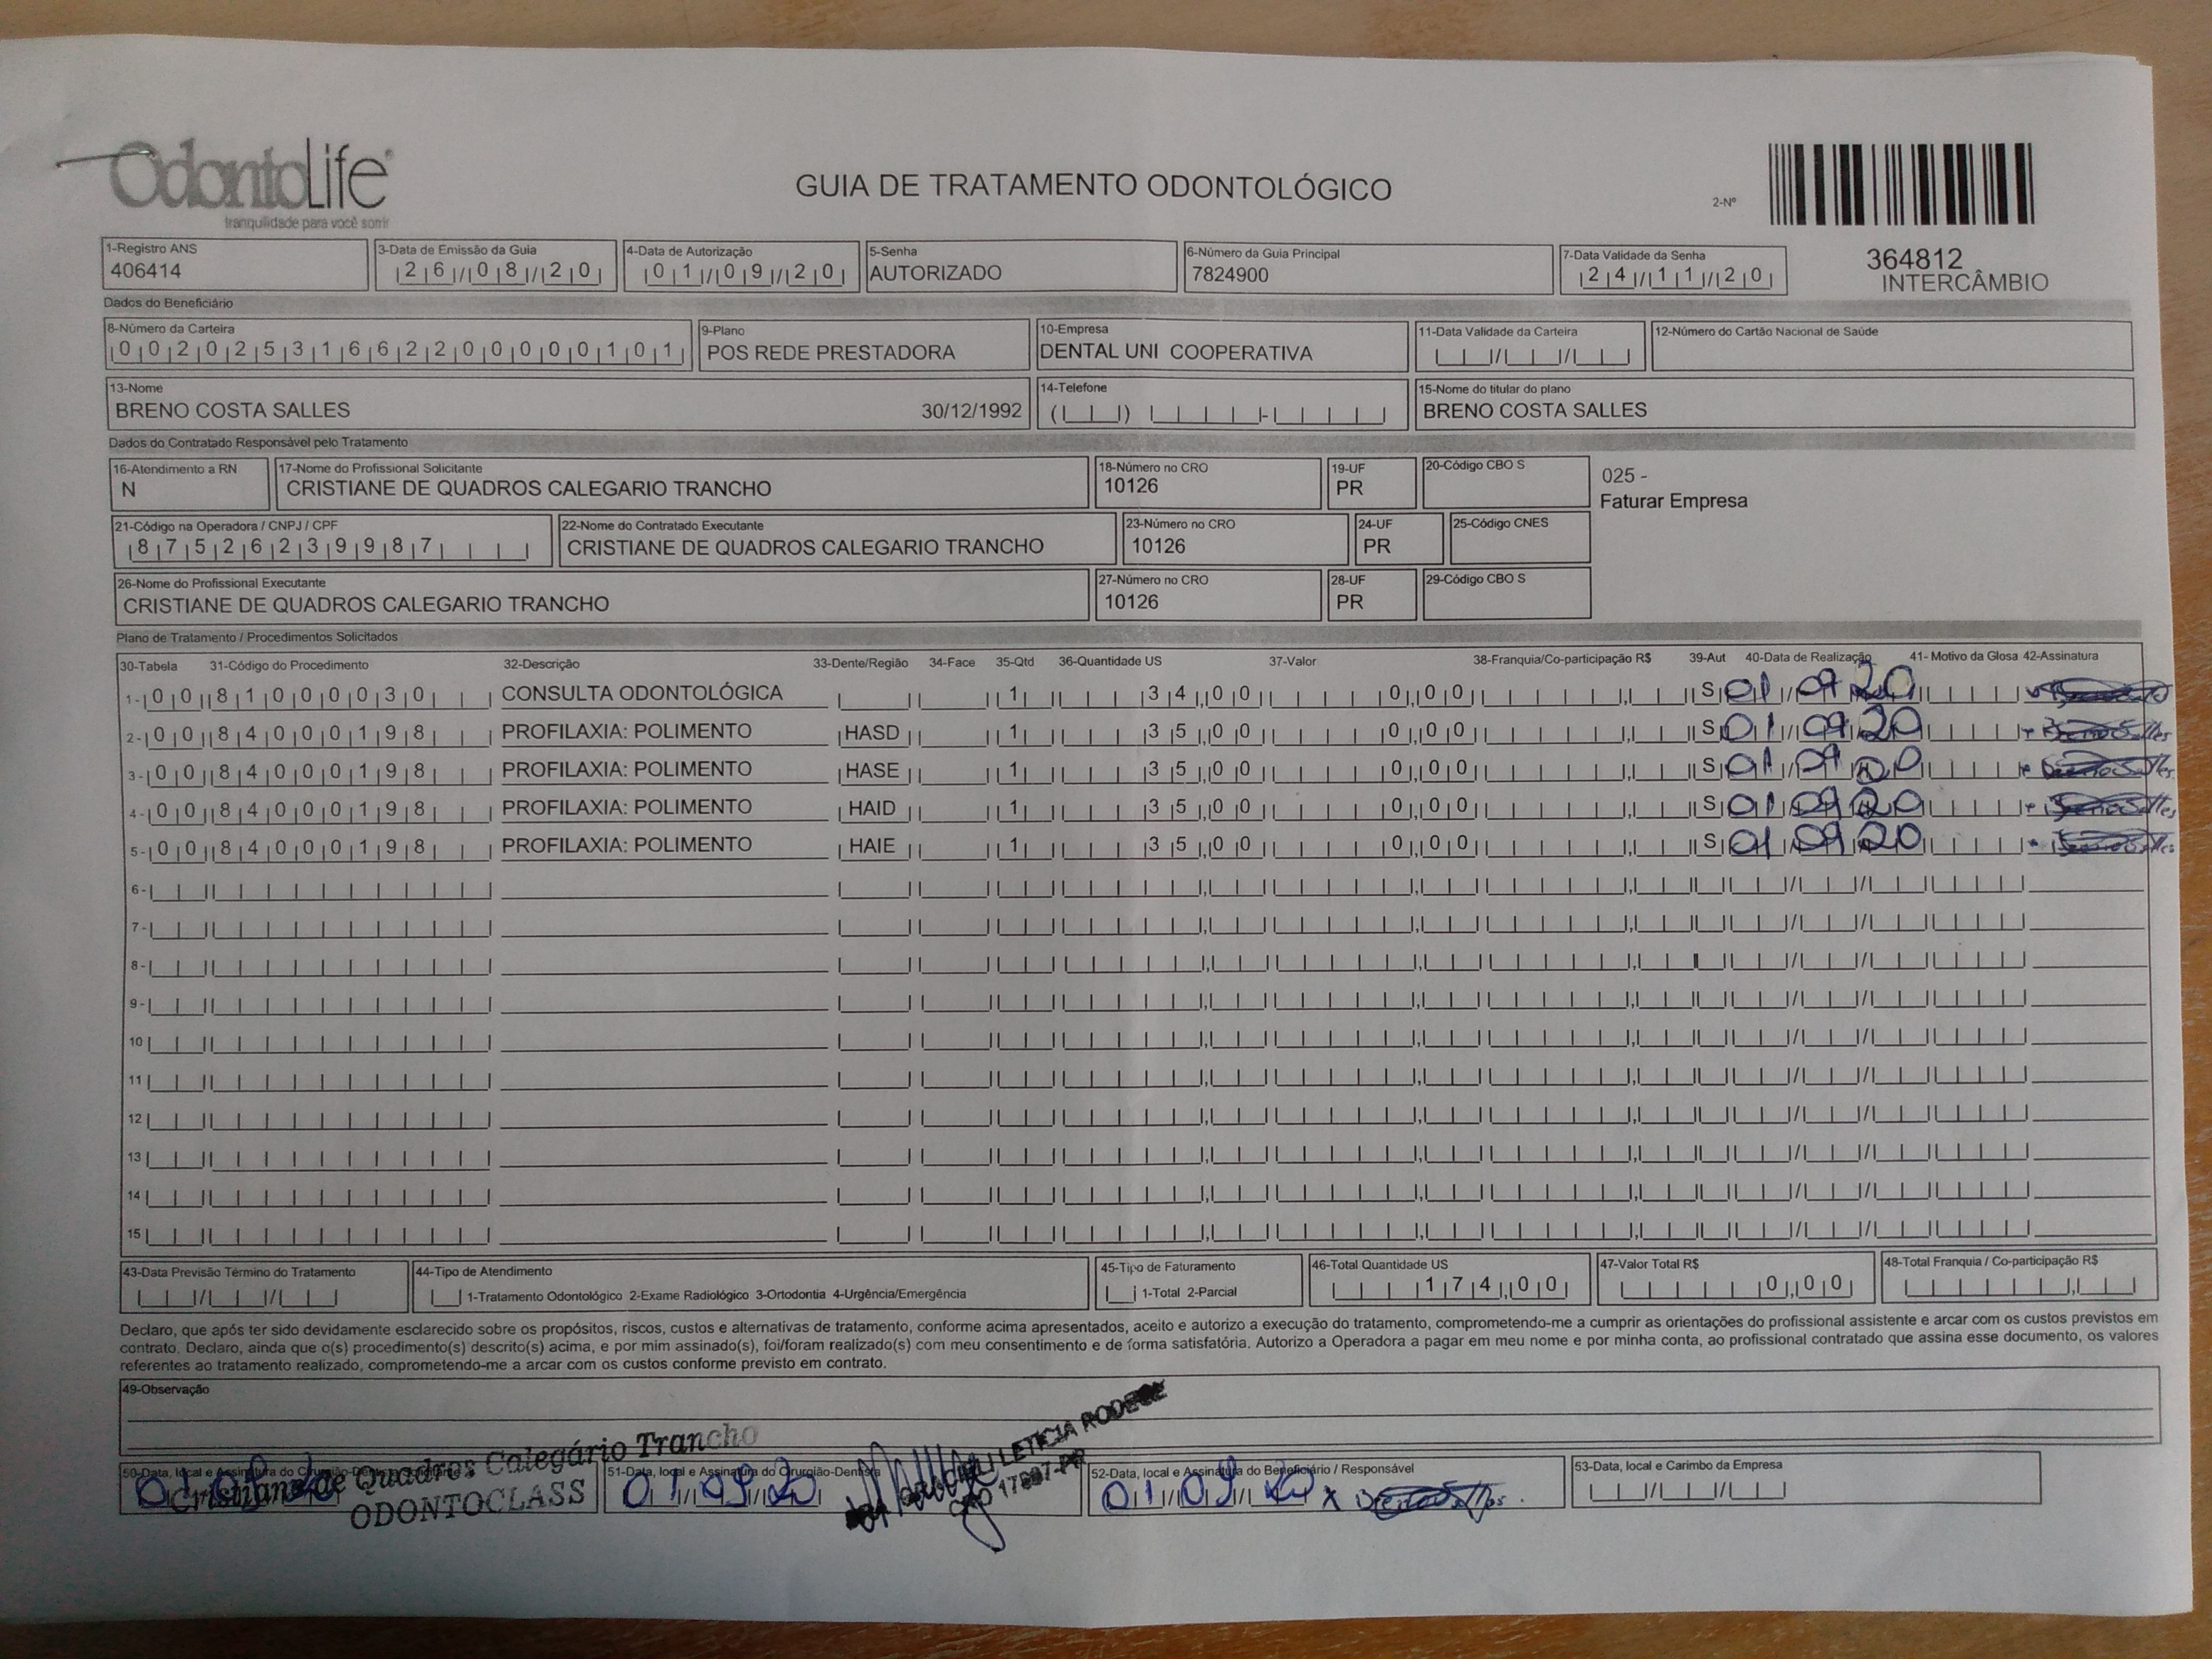 OdontoLife®
tranquilidade para você sorrir
GUIA DE TRATAMENTO ODONTOLÓGICO
2-Nº
364812
INTERCÂMBIO
1-Registro ANS
406414
3-Data de Emissão da Guia
26/08/20
4-Data de Autorização
01/09/20
5-Senha
AUTORIZADO
6-Número da Guia Principal
7824900
7-Data Validade da Senha
24/11/20
Dados do Beneficiário
8-Número da Carteira
00202531662200000101
9-Plano
POS REDE PRESTADORA
10-Empresa
DENTAL UNI COOPERATIVA
11-Data Validade da Carteira
12-Número do Cartão Nacional de Saúde
13-Nome
BRENO COSTA SALLES 30/12/1992
14-Telefone
15-Nome do titular do plano
BRENO COSTA SALLES
Dados do Contratado Responsável pelo Tratamento
16-Atendimento a RN
N
17-Nome do Profissional Solicitante
CRISTIANE DE QUADROS CALEGARIO TRANCHO
18-Número no CRO
10126
19-UF
PR
20-Código CBO S
025 -
Faturar Empresa
21-Código na Operadora / CNPJ / CPF
87526239987
22-Nome do Contratado Executante
CRISTIANE DE QUADROS CALEGARIO TRANCHO
23-Número no CRO
10126
24-UF
PR
25-Código CNES
26-Nome do Profissional Executante
CRISTIANE DE QUADROS CALEGARIO TRANCHO
27-Número no CRO
10126
28-UF
PR
29-Código CBO S
Plano de Tratamento / Procedimentos Solicitados
30-Tabela 31-Código do Procedimento 32-Descrição 33-Dente/Região 34-Face 35-Qtd 36-Quantidade US 37-Valor 38-Franquia/Co-participação R$ 39-Aut 40-Data de Realização 41- Motivo da Glosa 42-Assinatura
1- 00 81000030 CONSULTA ODONTOLÓGICA 1 34,00 0,00 S 01/09/20
2- 00 84000198 PROFILAXIA: POLIMENTO HASD 1 35,00 0,00 S 01/09/20
3- 00 84000198 PROFILAXIA: POLIMENTO HASE 1 35,00 0,00 S 01/09/20
4- 00 84000198 PROFILAXIA: POLIMENTO HAID 1 35,00 0,00 S 01/09/20
5- 00 84000198 PROFILAXIA: POLIMENTO HAIE 1 35,00 0,00 S 01/09/20
6-
7-
8-
9-
10
11
12
13
14
15
43-Data Previsão Término do Tratamento
44-Tipo de Atendimento
1-Tratamento Odontológico 2-Exame Radiológico 3-Ortodontia 4-Urgência/Emergência
45-Tipo de Faturamento
1-Total 2-Parcial
46-Total Quantidade US
174,00
47-Valor Total R$
0,00
48-Total Franquia / Co-participação R$
Declaro, que após ter sido devidamente esclarecido sobre os propósitos, riscos, custos e alternativas de tratamento, conforme acima apresentados, aceito e autorizo a execução do tratamento, comprometendo-me a cumprir as orientações do profissional assistente e arcar com os custos previstos em
contrato. Declaro, ainda que o(s) procedimento(s) descrito(s) acima, e por mim assinado(s), foi/foram realizado(s) com meu consentimento e de forma satisfatória. Autorizo a Operadora a pagar em meu nome e por minha conta, ao profissional contratado que assina esse documento, os valores
referentes ao tratamento realizado, comprometendo-me a arcar com os custos conforme previsto em contrato.
49-Observação
50-Data, local e Assinatura do Cirurgião-Dentista Solicitante
Cristiane de Quadros Calegário Trancho
ODONTOCLASS
51-Data, local e Assinatura do Cirurgião-Dentista
01/09/20
LETICIA
52-Data, local e Assinatura do Beneficiário / Responsável
01/09/20 x
53-Data, local e Carimbo da Empresa